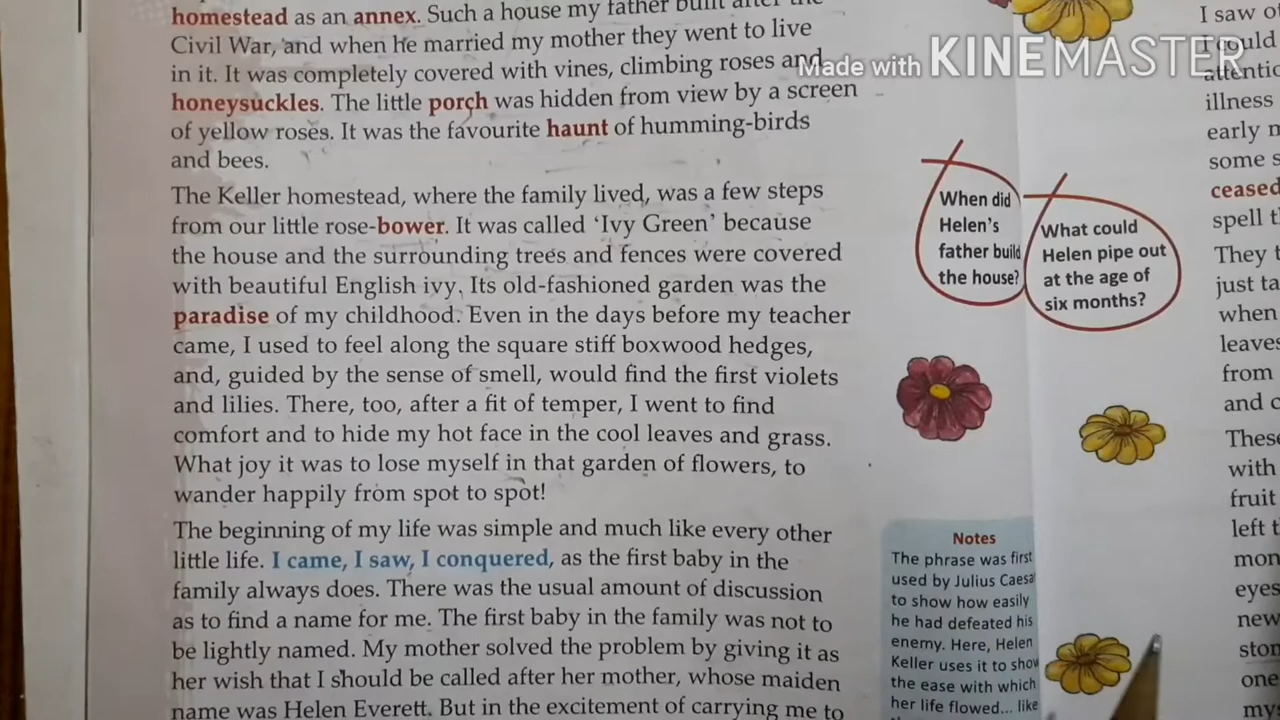 homestead as an annex. Such a house my father built after the
Civil War, and when he married my mother they went to live
in it. It was completely covered with vines, climbing roses and
honeysuckles. The little porch was hidden from view by a screen
of yellow roses. It was the favourite haunt of humming-birds
and bees.
The Keller homestead, where the family lived, was a few steps
from our little rose-bower. It was called ‘Ivy Green’ because
the house and the surrounding trees and fences were covered
with beautiful English ivy. Its old-fashioned garden was the
paradise of my childhood. Even in the days before my teacher
came, I used to feel along the square stiff boxwood hedges,
and, guided by the sense of smell, would find the first violets
and lilies. There, too, after a fit of temper, I went to find
comfort and to hide my hot face in the cool leaves and grass.
What joy it was to lose myself in that garden of flowers, to
wander happily from spot to spot!
The beginning of my life was simple and much like every other
little life. I came, I saw, I conquered, as the first baby in the
family always does. There was the usual amount of discussion
as to find a name for me. The first baby in the family was not to
be lightly named. My mother solved the problem by giving it as
her wish that I should be called after her mother, whose maiden
name was Helen Everett. But in the excitement of carrying me to
Made with KINEMASTER
When did
Helen's
father build
the house?
What could
Helen pipe out
at the age of
six months?
Notes
The phrase was first
used by Julius Caesa
to show how easily
he had defeated his
enemy. Here, Helen
Keller uses it to show
the ease with which
her life flowed... like
I saw o
I could
attentio
illness
early
some s
ceased
spell t
They t
just ta
when
leaves
from
and c
These
with
fruit
left t
mon
eyes
new
ston
one
my